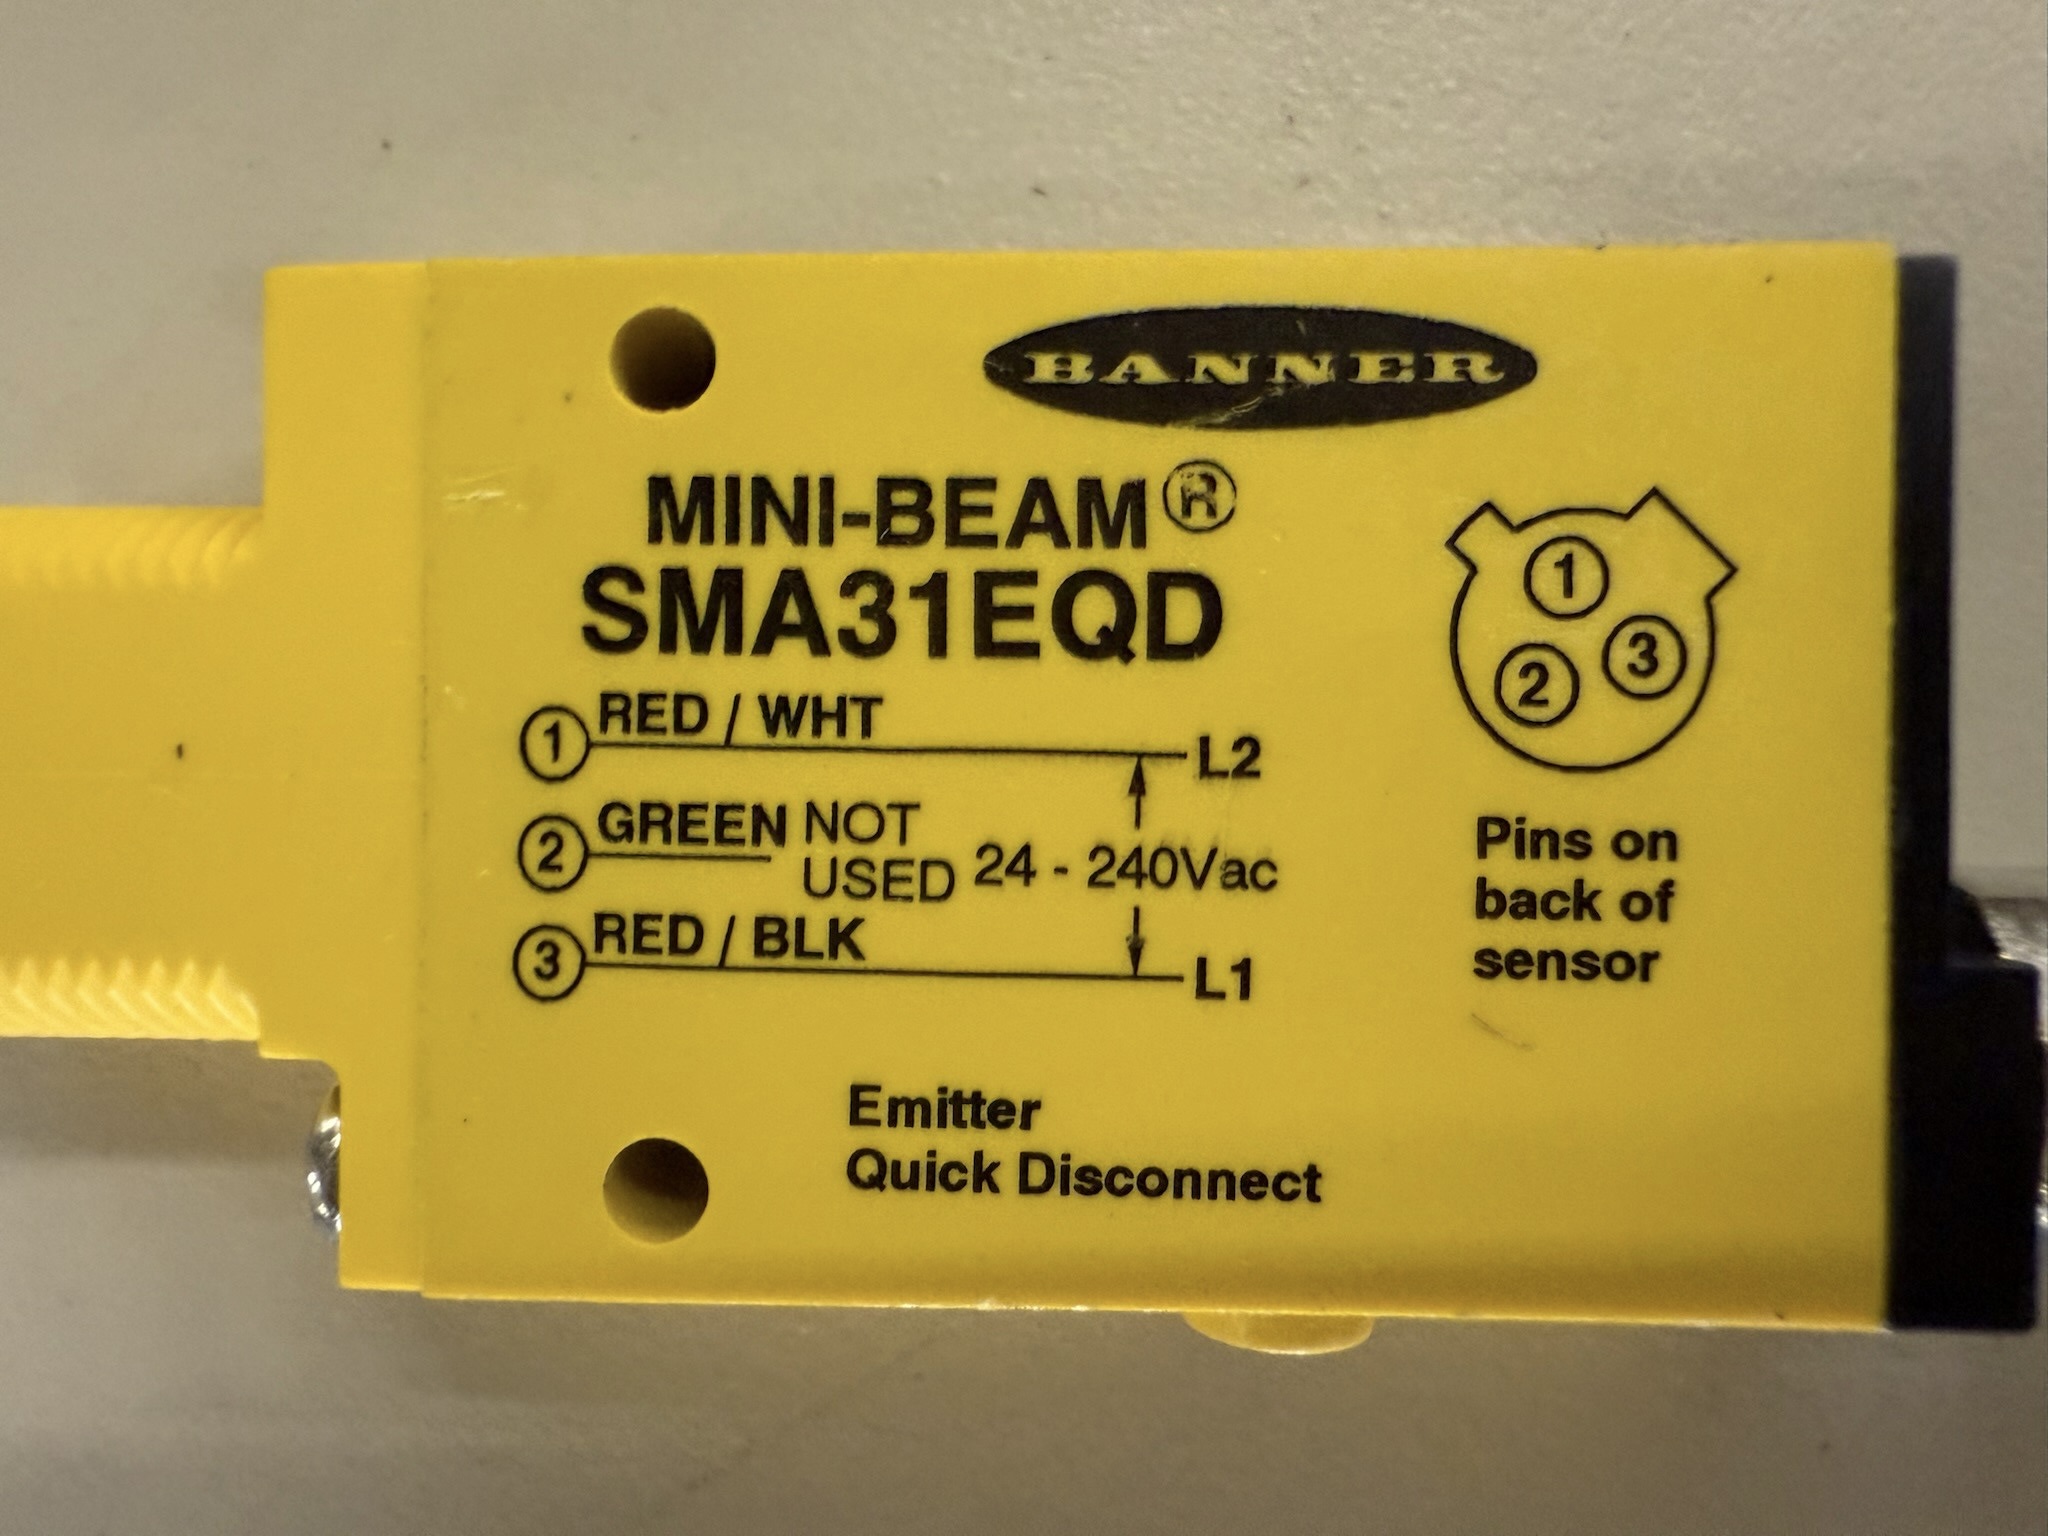 BANNER
MINI-BEAM®
SMA31EQD
① RED / WHT L2
② GREEN NOT USED 24 - 240Vac
③ RED / BLK L1
① 
② ③
Pins on
back of
sensor
Emitter
Quick Disconnect